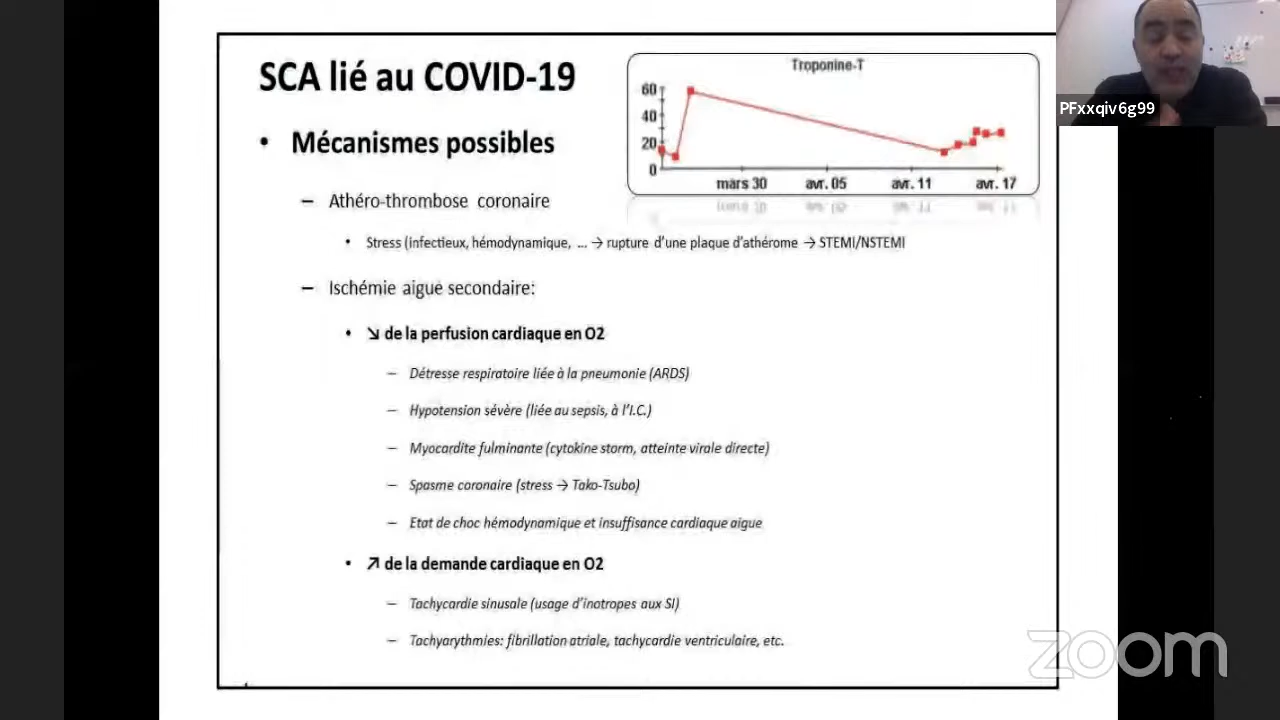 SCA lié au COVID-19
• Mécanismes possibles
– Athéro-thrombose coronaire
• Stress (infectieux, hémodynamique, ... → rupture d'une plaque d'athérome → STEMI/NSTEMI
– Ischémie aigue secondaire:
• ↘ de la perfusion cardiaque en O2
– Détresse respiratoire liée à la pneumonie (ARDS)
– Hypotension sévère (liée au sepsis, à l'I.C.)
– Myocardite fulminante (cytokine storm, atteinte virale directe)
– Spasme coronaire (stress → Tako-Tsubo)
– Etat de choc hémodynamique et insuffisance cardiaque aigue
• ↗ de la demande cardiaque en O2
– Tachycardie sinusale (usage d'inotropes aux SI)
– Tachyarythmies: fibrillation atriale, tachycardie ventriculaire, etc.
Troponine-T
60
40
20
0
mars 30 avr. 05 avr. 11 avr. 17
PFxxqiv6g99
zoom